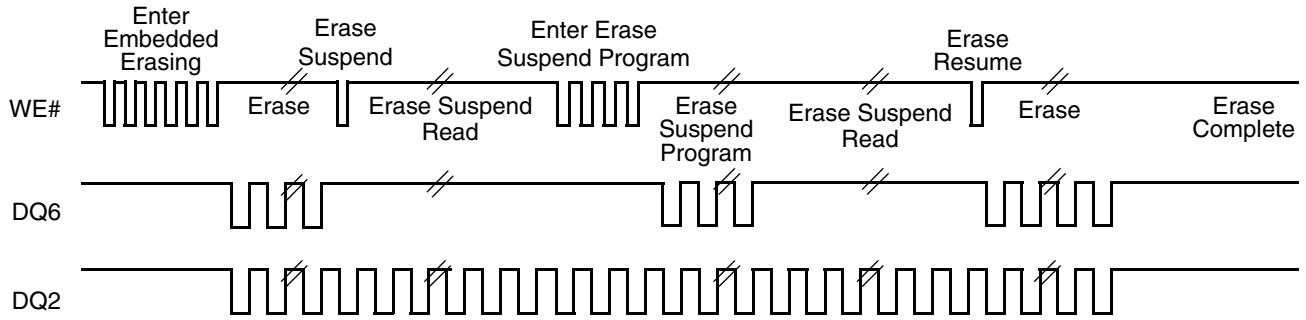 Enter
Embedded
Erasing
Erase
Suspend
Enter Erase
Suspend Program
Erase
Resume
WE#
Erase
Erase Suspend
Read
Erase
Suspend
Program
Erase Suspend
Read
Erase
Erase
Complete
DQ6
DQ2